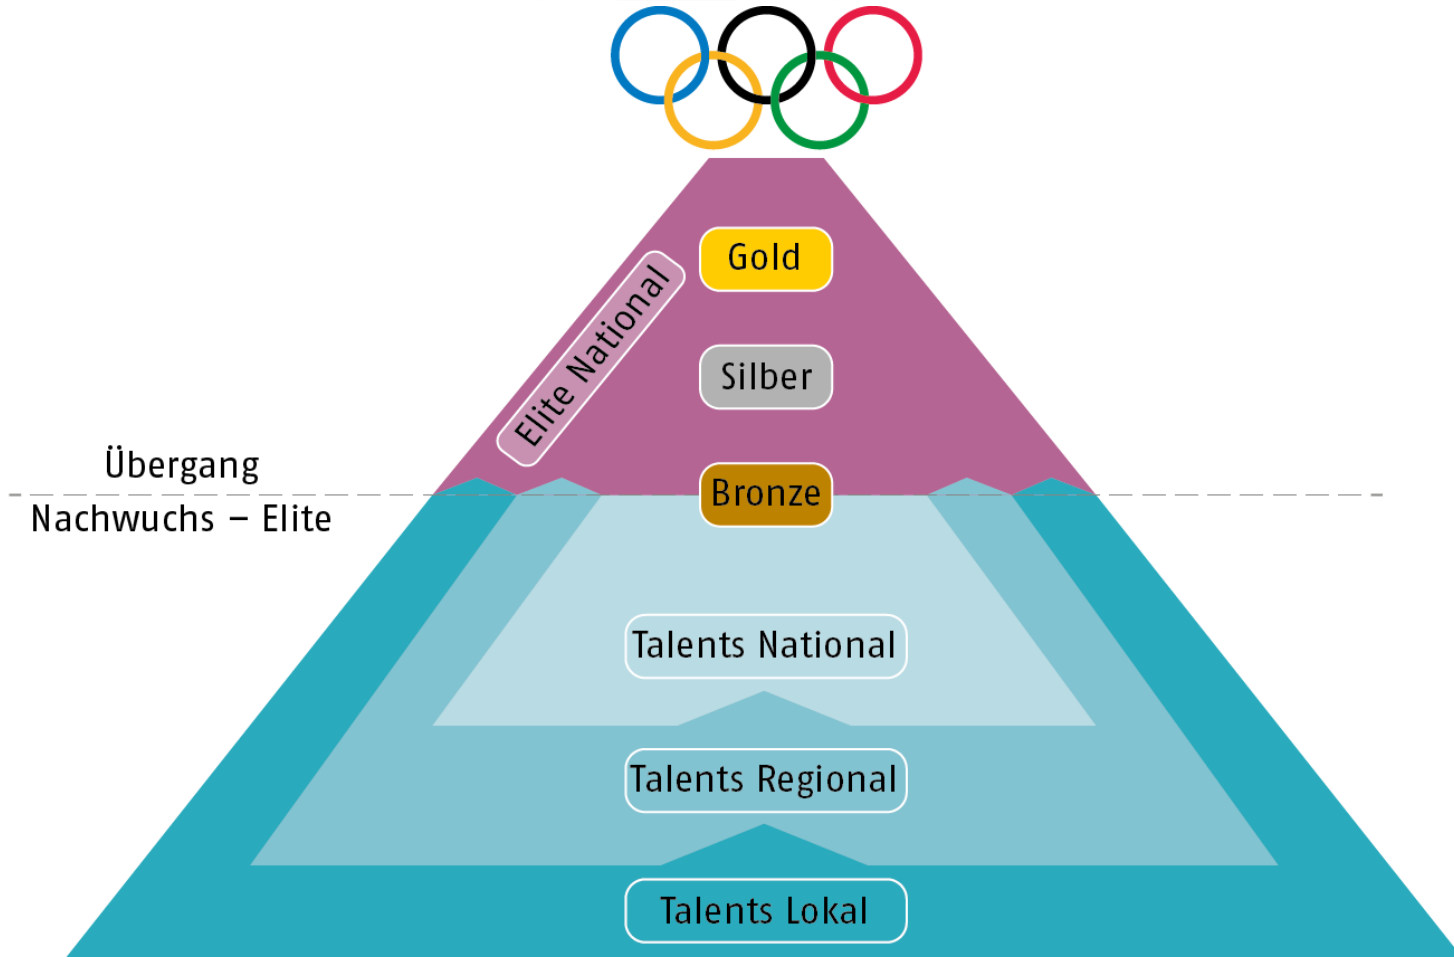 Gold
Elite National
Silber
Übergang
Bronze
Nachwuchs – Elite
Talents National
Talents Regional
Talents Lokal